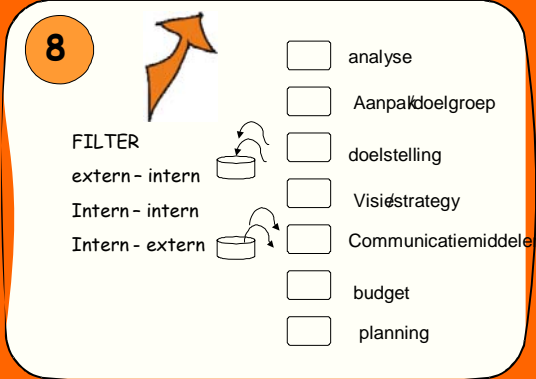 8
FILTER
extern – intern
Intern – intern
Intern - extern
analyse
Aanpak/doelgroep
doelstelling
Visie/strategy
Communicatiemiddele
budget
planning